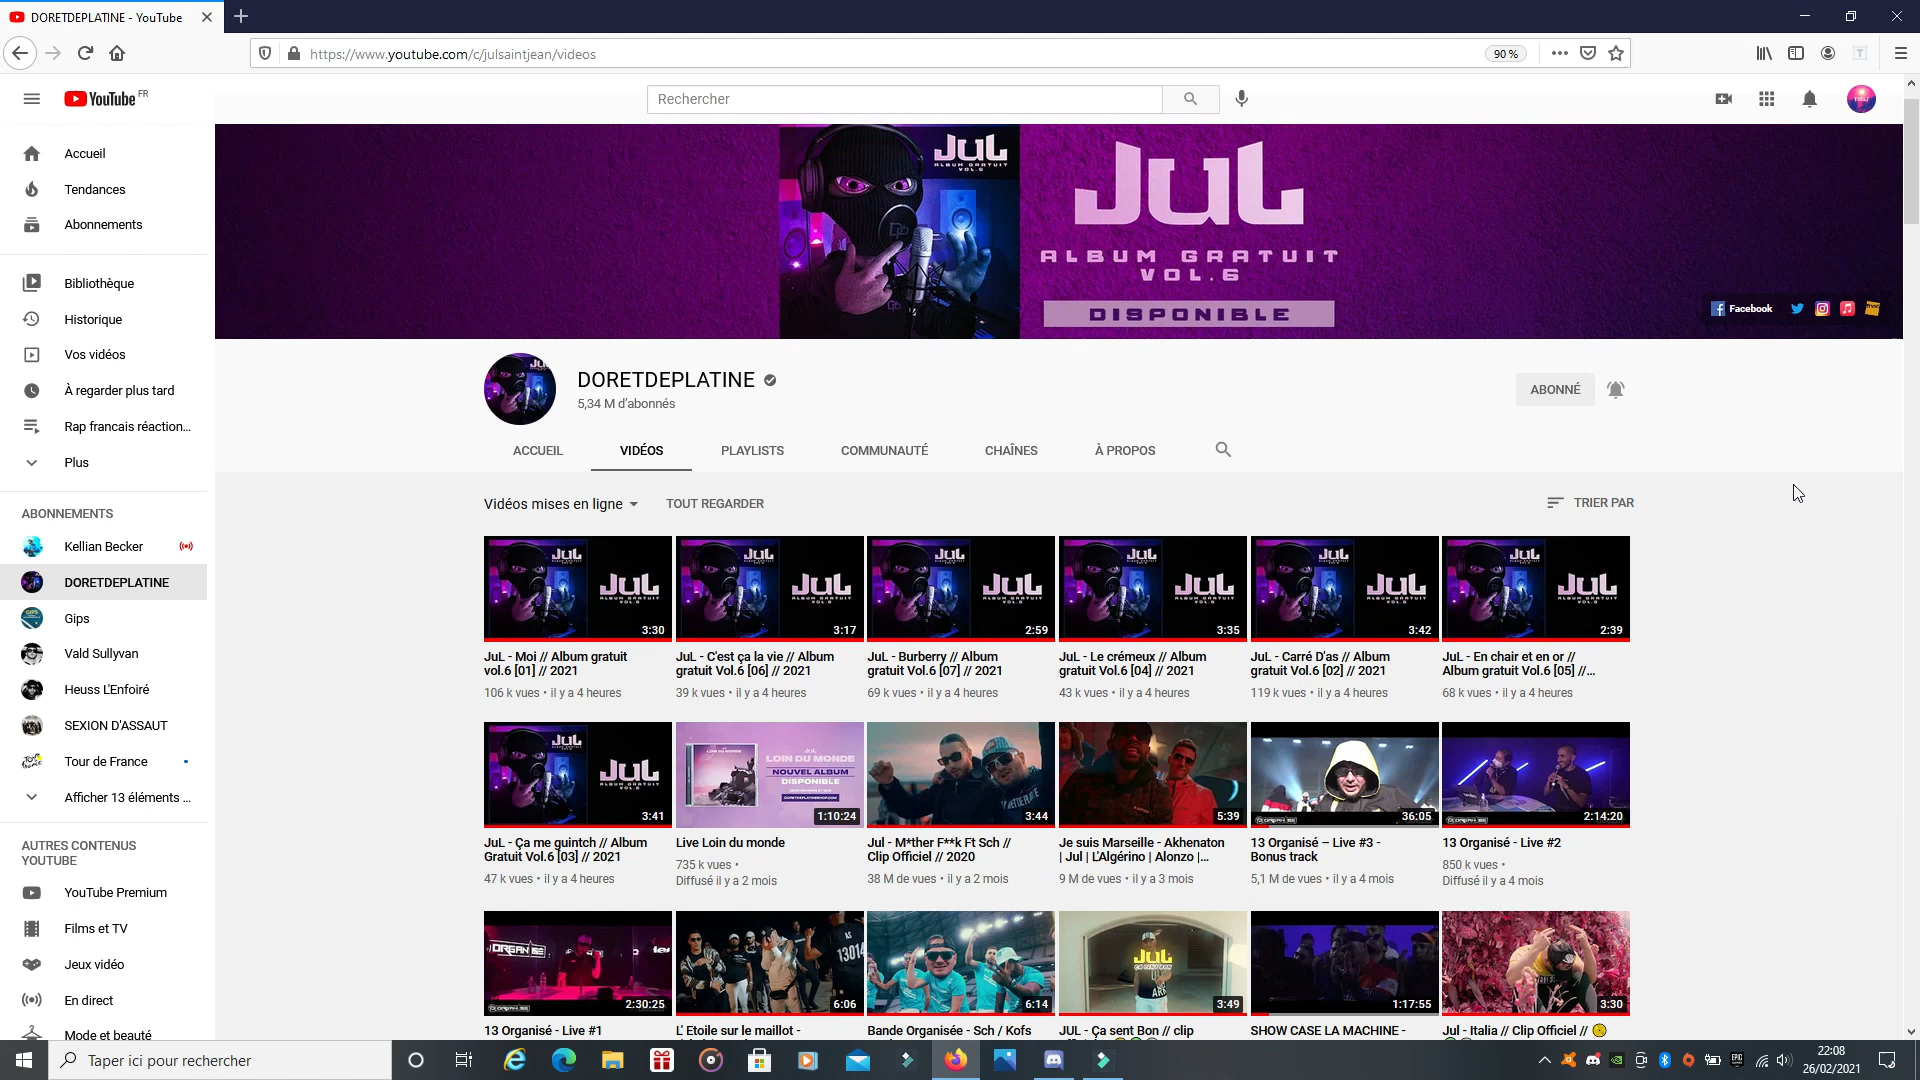 DORETDEPLATINE - YouTube
https://www.youtube.com/c/julsaintjean/videos
90 %
YouTube FR
Rechercher
Accueil
Tendances
Abonnements
Bibliothèque
Historique
Vos vidéos
À regarder plus tard
Rap francais réaction...
Plus
ABONNEMENTS
Kellian Becker
DORETDEPLATINE
Gips
Vald Sullyvan
Heuss L'Enfoiré
SEXION D'ASSAUT
Tour de France
Afficher 13 éléments ...
AUTRES CONTENUS
YOUTUBE
YouTube Premium
Films et TV
Jeux vidéo
En direct
Mode et beauté
JUL
ALBUM GRATUIT
VOL.6
JUL
ALBUM GRATUIT
VOL.6
DISPONIBLE
Facebook
DORETDEPLATINE
5,34 M d'abonnés
ABONNÉ
ACCUEIL VIDÉOS PLAYLISTS COMMUNAUTÉ CHAÎNES À PROPOS
Vidéos mises en ligne TOUT REGARDER TRIER PAR
3:30
JuL - Moi // Album gratuit
vol.6 [01] // 2021
106 k vues • il y a 4 heures
3:17
JuL - C'est ça la vie // Album
gratuit Vol.6 [06] // 2021
39 k vues • il y a 4 heures
2:59
JuL - Burberry // Album
gratuit Vol.6 [07] // 2021
69 k vues • il y a 4 heures
3:35
JuL - Le crémeux // Album
gratuit Vol.6 [04] // 2021
43 k vues • il y a 4 heures
3:42
JuL - Carré D'as // Album
gratuit Vol.6 [02] // 2021
119 k vues • il y a 4 heures
2:39
JuL - En chair et en or //
Album gratuit Vol.6 [05] //...
68 k vues • il y a 4 heures
3:41
JuL - Ça me guintch // Album
Gratuit Vol.6 [03] // 2021
47 k vues • il y a 4 heures
LOIN DU MONDE
NOUVEL ALBUM
DISPONIBLE
1:10:24
Live Loin du monde
735 k vues •
Diffusé il y a 2 mois
3:44
Jul - M*ther F**k Ft Sch //
Clip Officiel // 2020
38 M de vues • il y a 2 mois
5:39
Je suis Marseille - Akhenaton
| Jul | L'Algérino | Alonzo |...
9 M de vues • il y a 3 mois
36:05
13 Organisé – Live #3 -
Bonus track
5,1 M de vues • il y a 4 mois
2:14:20
13 Organisé - Live #2
850 k vues •
Diffusé il y a 4 mois
2:30:25
13 Organisé - Live #1
6:06
L' Etoile sur le maillot -
6:14
Bande Organisée - Sch / Kofs
JUL
3:49
JUL - Ça sent Bon // clip
1:17:55
SHOW CASE LA MACHINE -
3:30
Jul - Italia // Clip Officiel //
Taper ici pour rechercher
22:08
26/02/2021